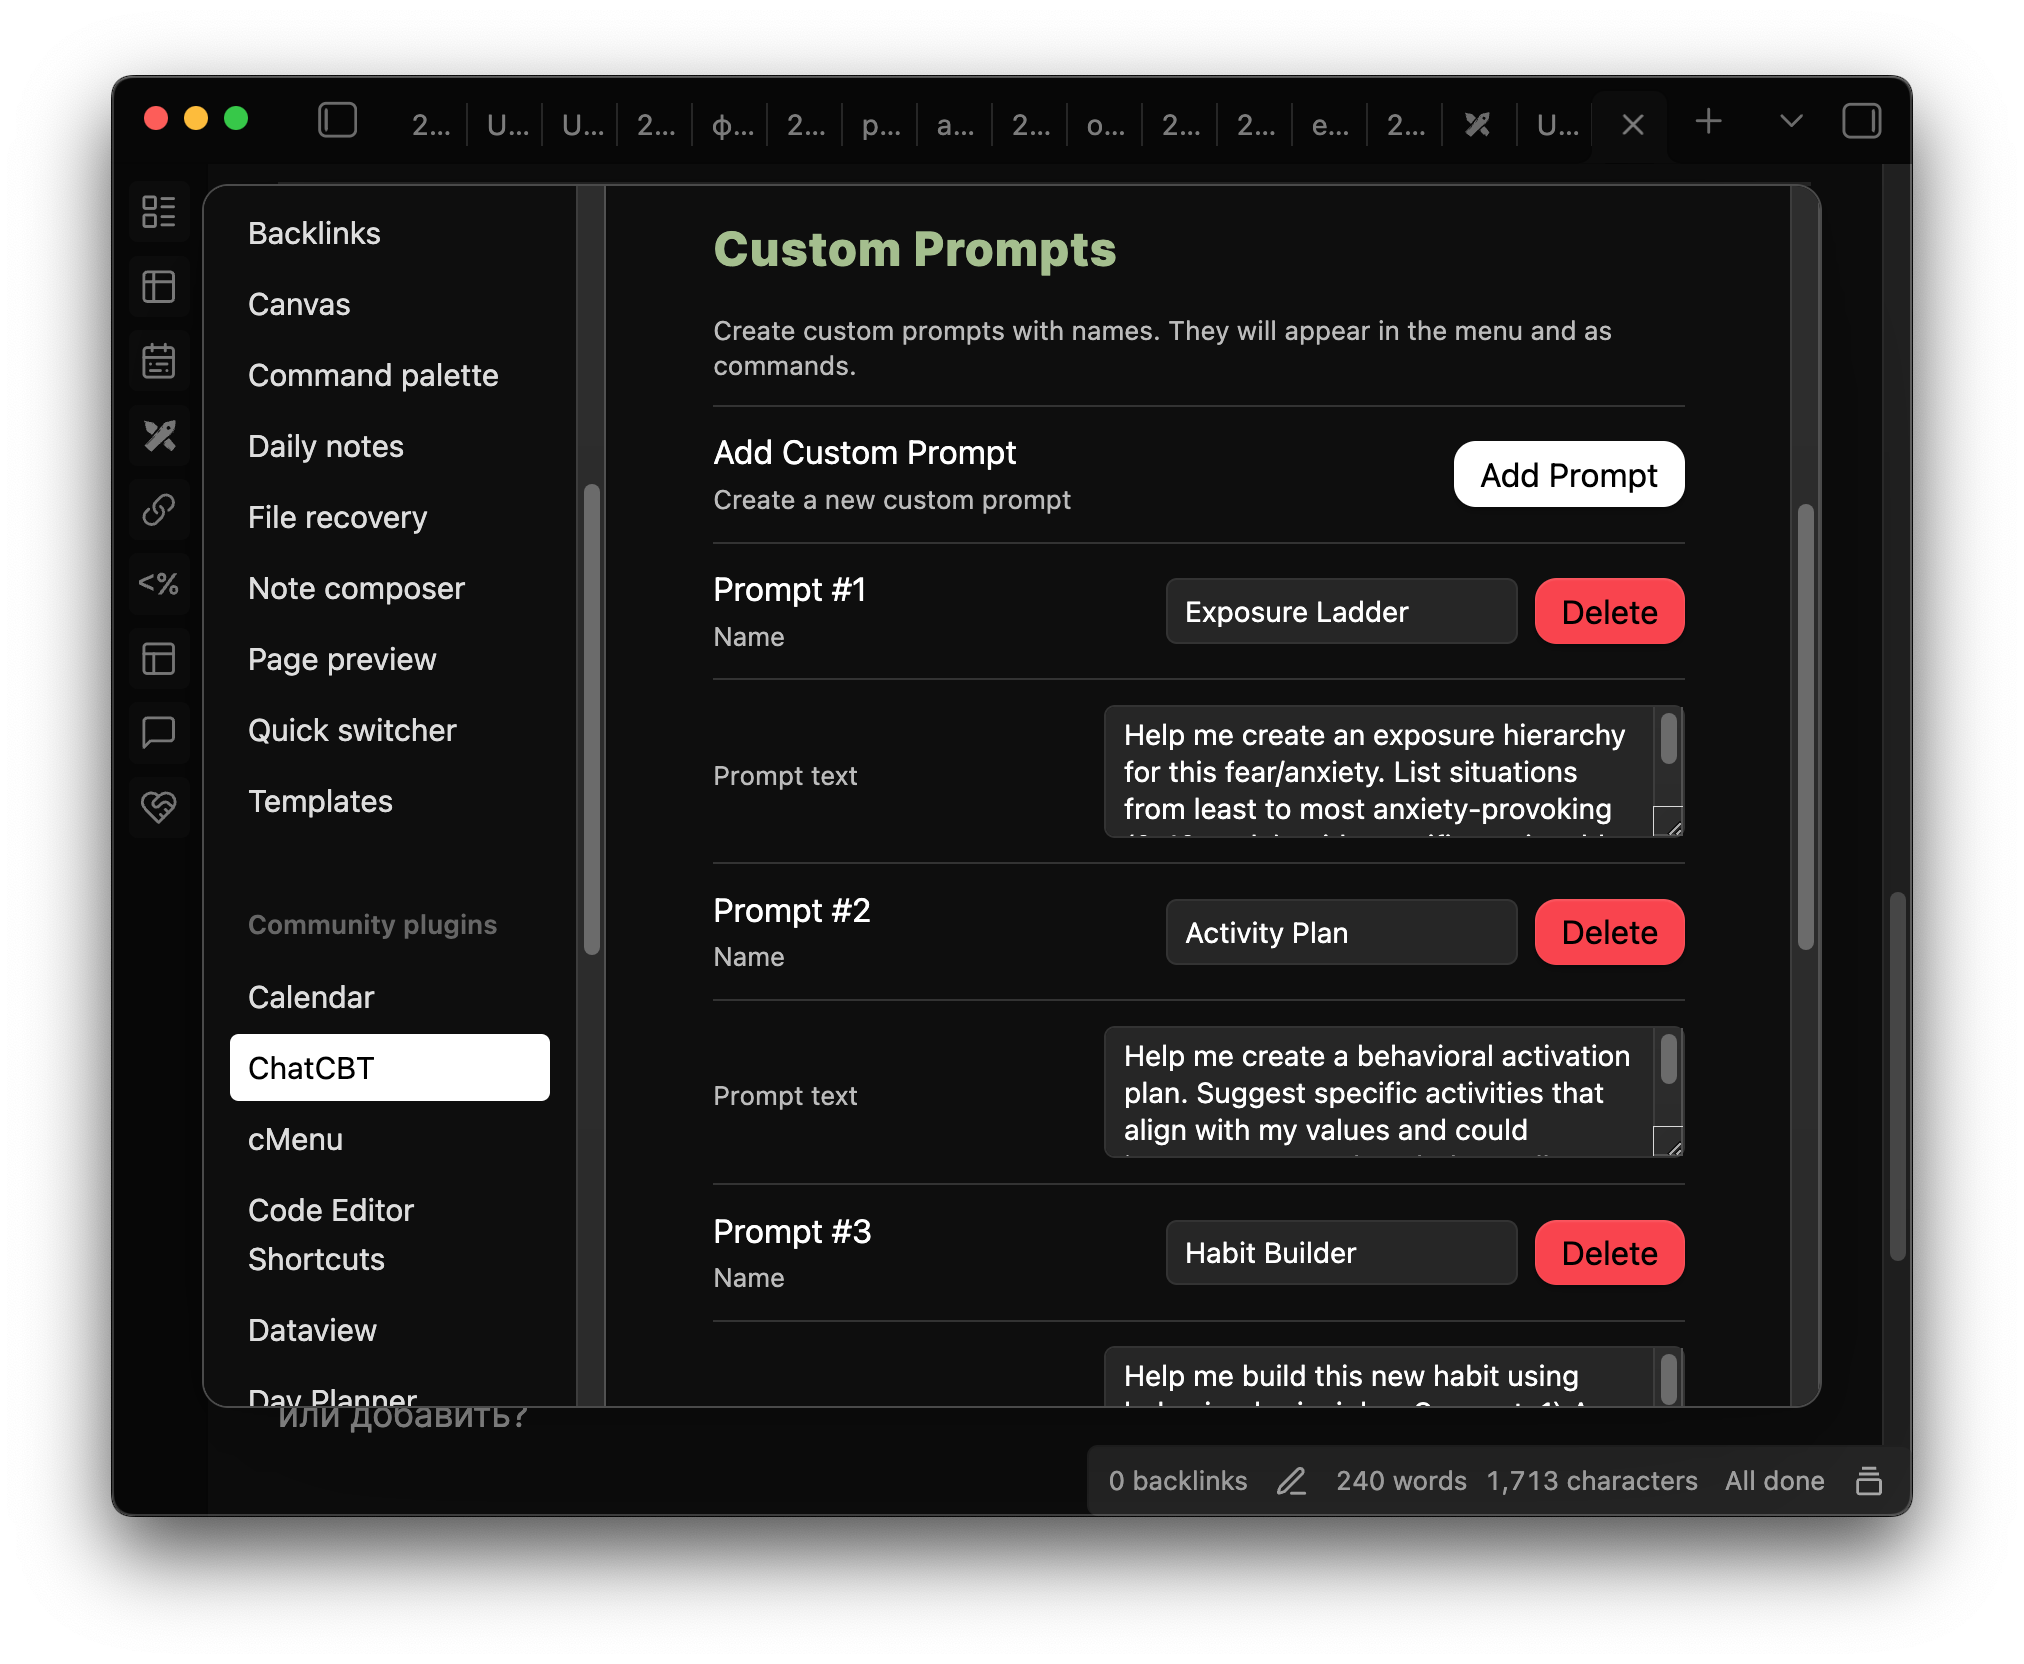 2...
U...
U...
2...
ф...
2...
р...
а...
2...
о...
2...
2...
е...
2...
U...
Backlinks
Canvas
Command palette
Daily notes
File recovery
Note composer
Page preview
Quick switcher
Templates
Community plugins
Calendar
ChatCBT
cMenu
Code Editor
Shortcuts
Dataview
Day Planner
Custom Prompts
Create custom prompts with names. They will appear in the menu and as
commands.
Add Custom Prompt
Create a new custom prompt
Add Prompt
Prompt #1
Name
Exposure Ladder
Delete
Prompt text
Help me create an exposure hierarchy
for this fear/anxiety. List situations
from least to most anxiety-provoking
Prompt #2
Name
Activity Plan
Delete
Prompt text
Help me create a behavioral activation
plan. Suggest specific activities that
align with my values and could
Prompt #3
Name
Habit Builder
Delete
Help me build this new habit using
или добавить?
0 backlinks
240 words
1,713 characters
All done
<%